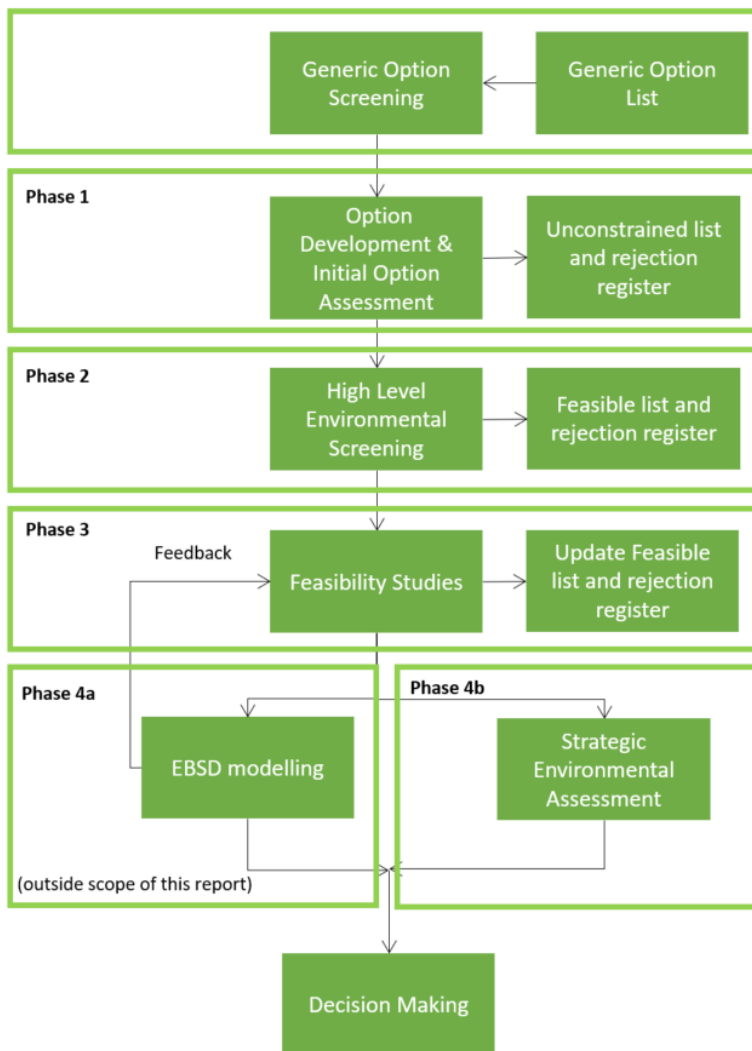 Generic Option
Screening
Generic Option
List
Phase 1
Option
Development &
Initial Option
Assessment
Unconstrained list
and rejection
register
Phase 2
High Level
Environmental
Screening
Feasible list and
rejection register
Phase 3
Feedback
Feasibility Studies
Update Feasible
list and rejection
register
Phase 4a
EBSD modelling
(outside scope of this report)
Phase 4b
Strategic
Environmental
Assessment
Decision Making